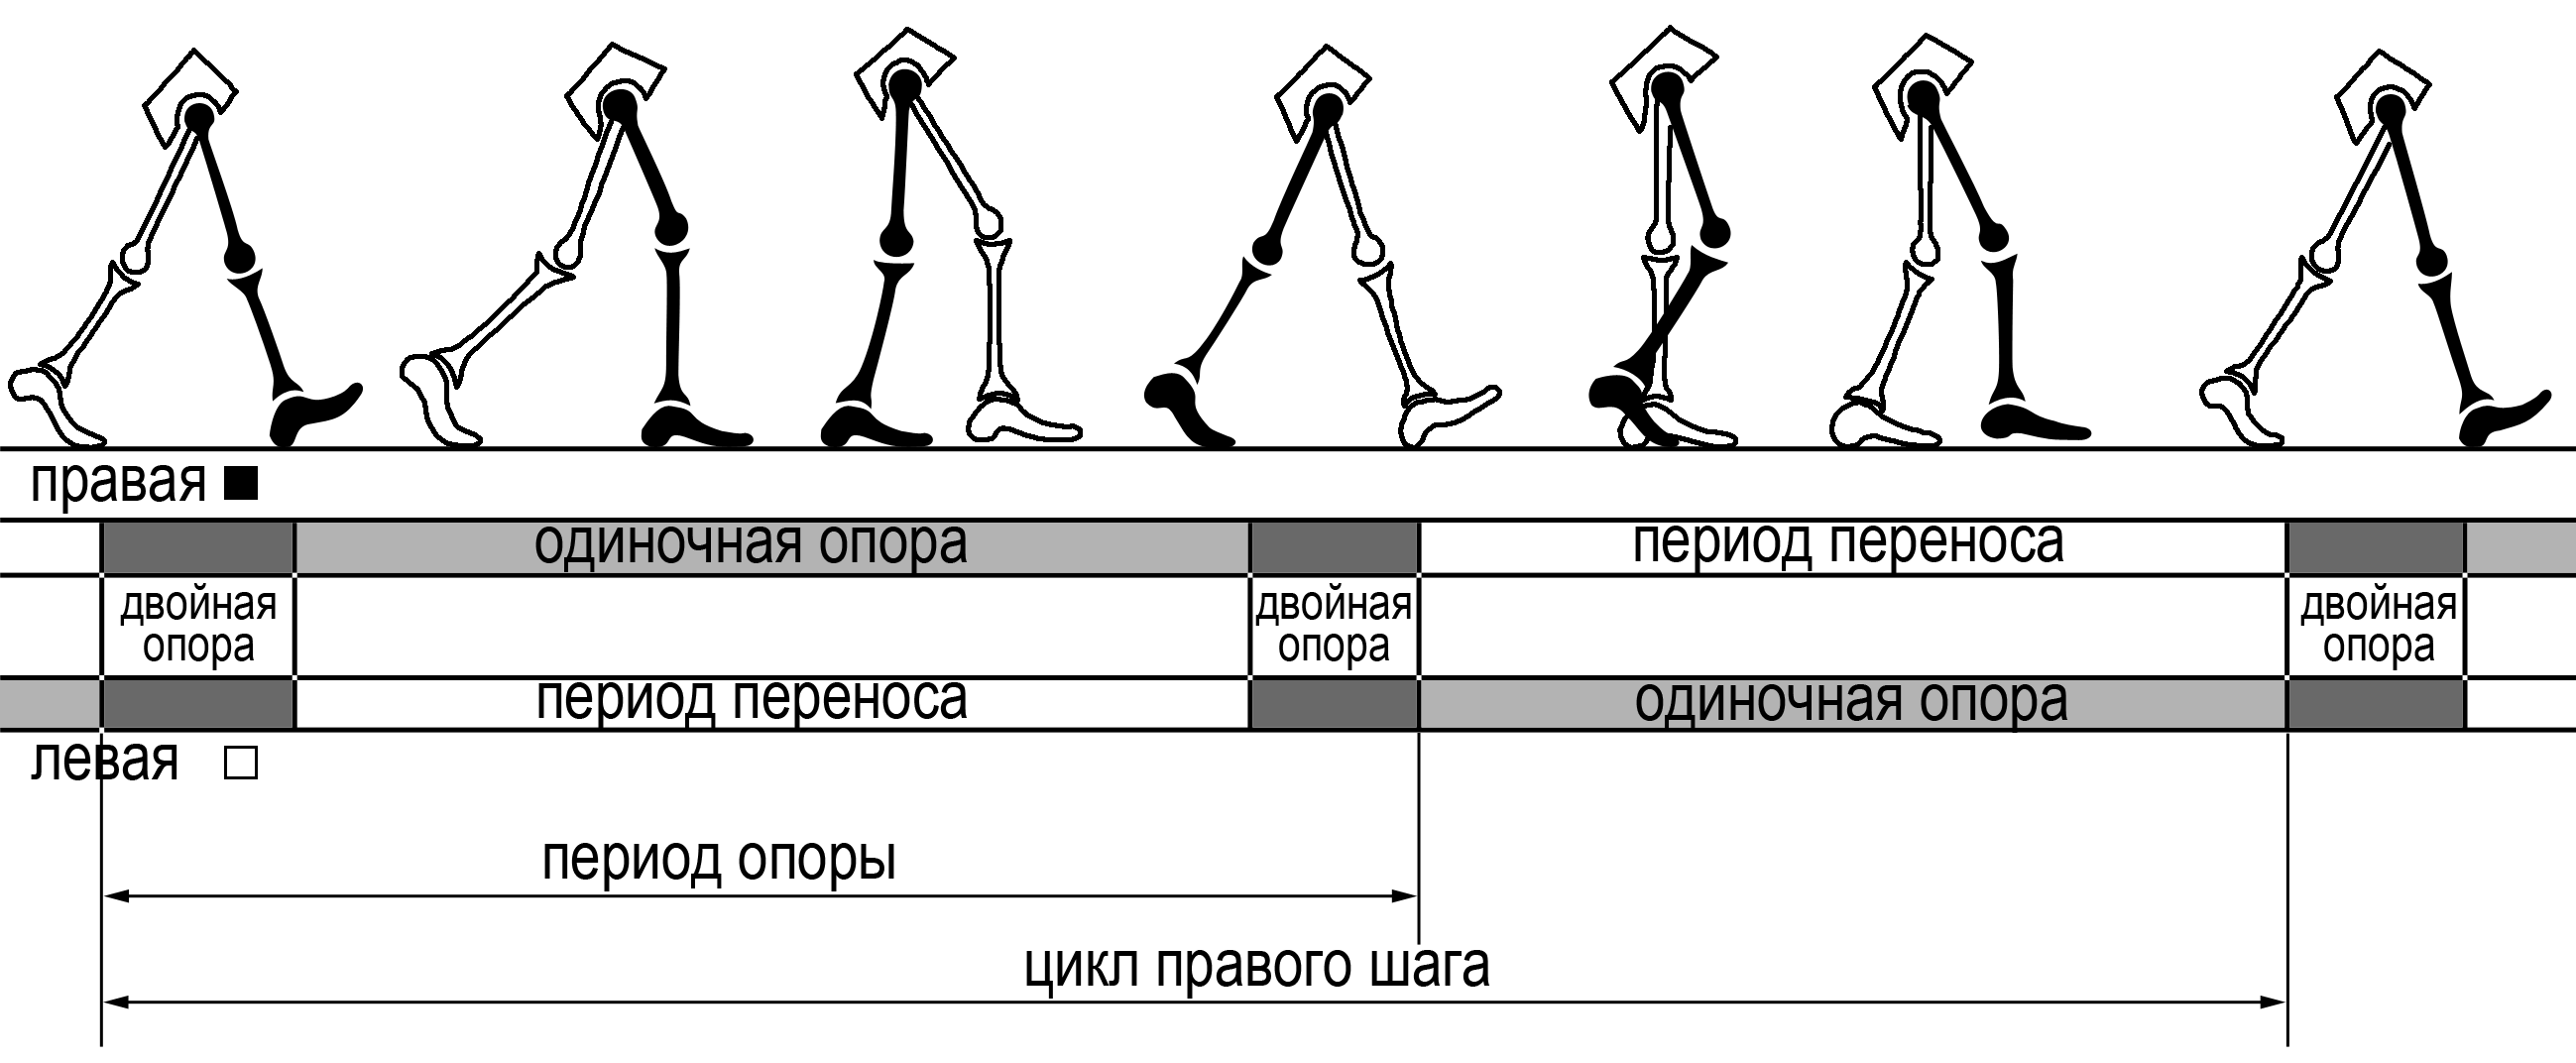 правая
одиночная опора
период переноса
двойная
опора
двойная
опора
двойная
опора
период переноса
одиночная опора
левая
период опоры
цикл правого шага